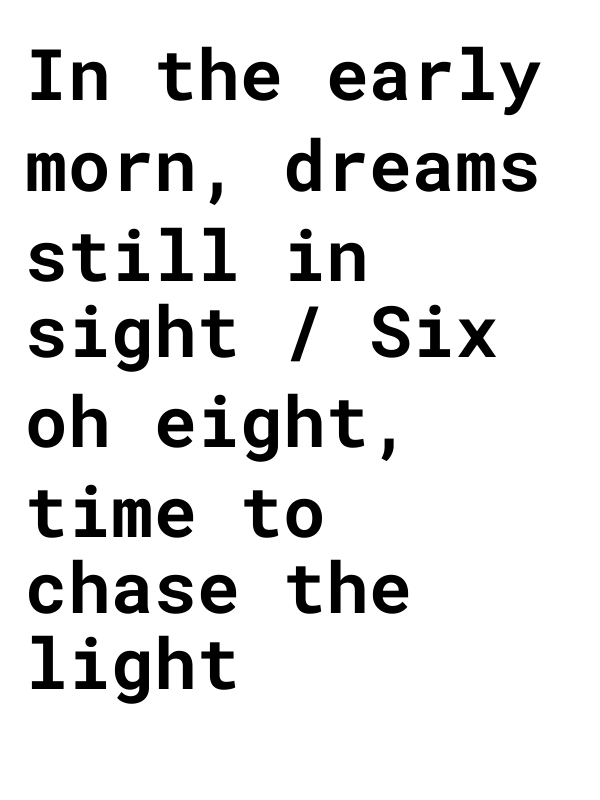 In the early
morn, dreams
still in
sight / Six
oh eight,
time to
chase the
light